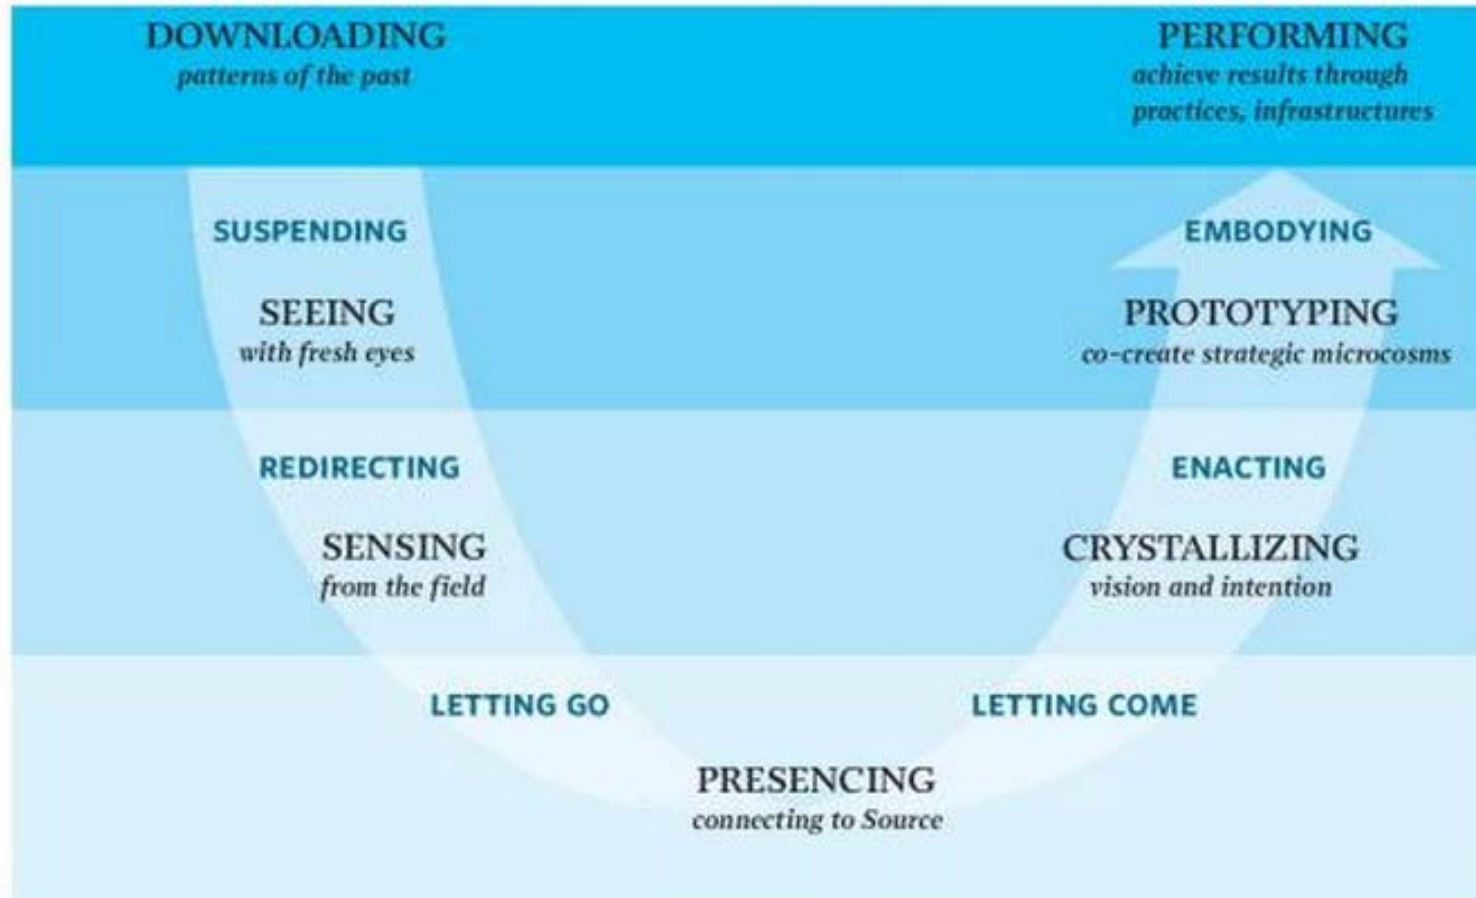 DOWNLOADING
patterns of the past
PERFORMING
achieve results through
practices, infrastructures
SUSPENDING
EMBODYING
SEEING
with fresh eyes
PROTOTYPING
co-create strategic microcosms
REDIRECTING
ENACTING
SENSING
from the field
CRYSTALLIZING
vision and intention
LETTING GO
LETTING COME
PRESENCING
connecting to Source